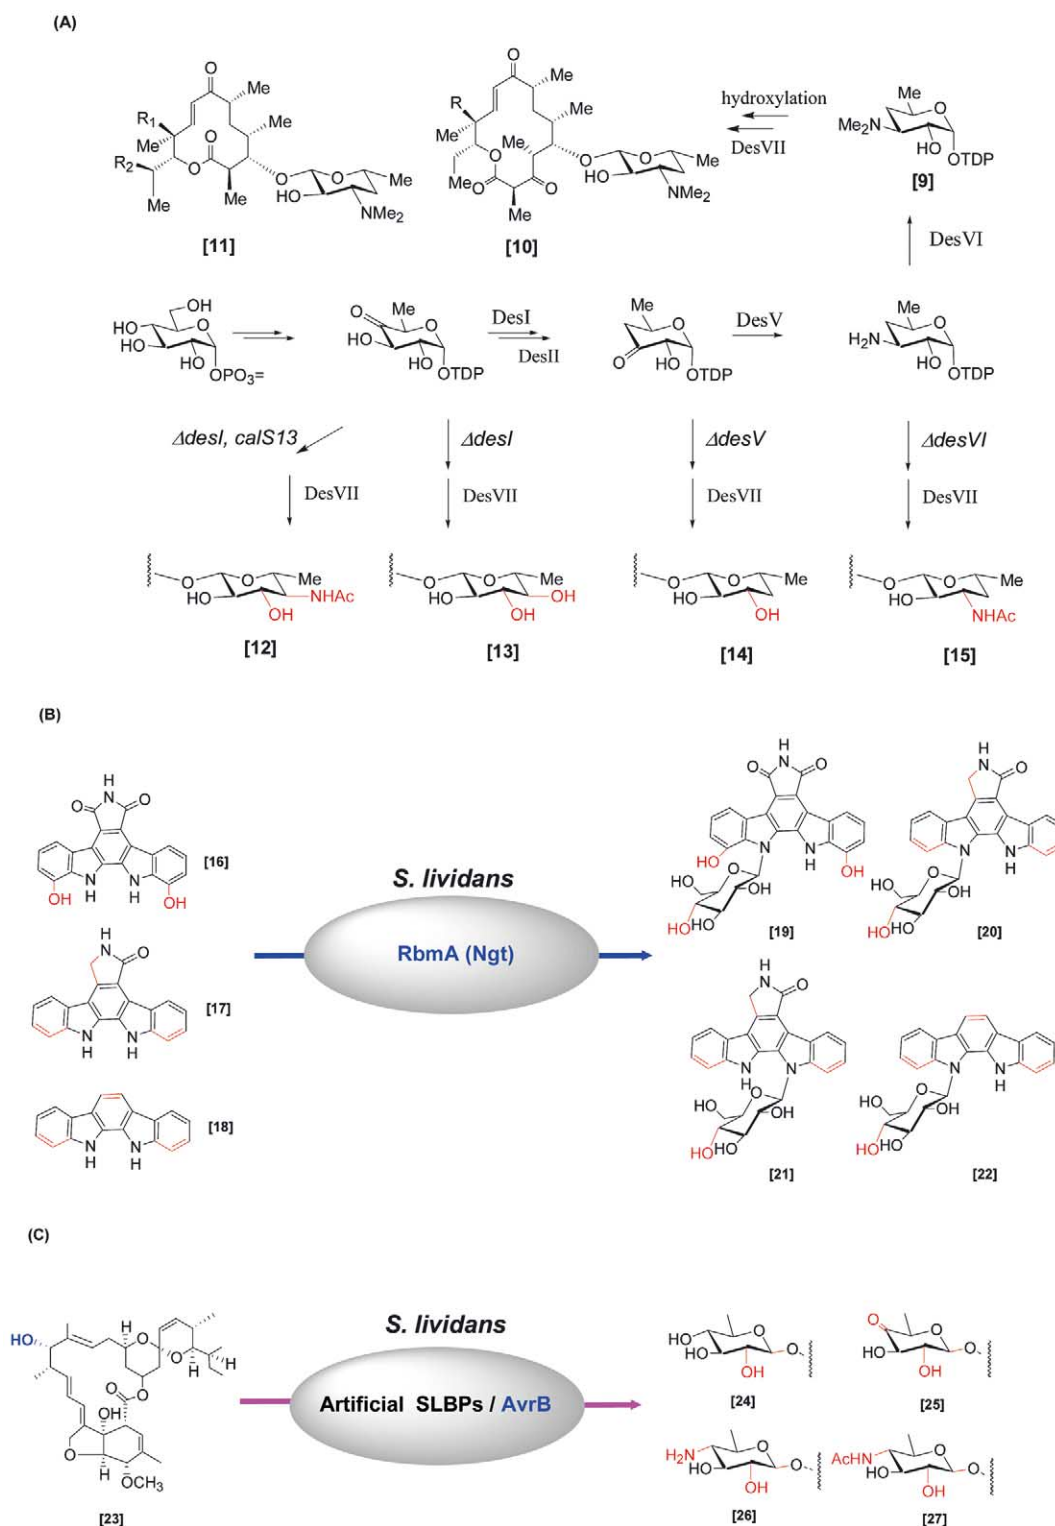 (A)
O
Me
R1
Me
Me
R2
O
O
Me
Me
O
O
HO
Me
NMe2
[11]
O
Me
R
Me
Me
Me
O
Me
O
O
Me
O
O
HO
Me
NMe2
[10]
hydroxylation
DesVII
Me
Me2N
O
HO
OTDP
[9]
DesVI
OH
HO
HO
O
HO
OPO3=
Me
O
O
HO
OH
OTDP
DesI
DesII
Me
O
O
OH
OTDP
DesV
Me
H2N
O
HO
OTDP
ΔdesI, calS13
ΔdesI
ΔdesV
ΔdesVI
DesVII
DesVII
DesVII
DesVII
O
O
Me
HO
NHAc
OH
[12]
O
O
Me
HO
OH
OH
[13]
O
O
Me
HO
OH
[14]
O
O
Me
HO
NHAc
[15]
(B)
H
N
O
O
N
H
N
H
OH
OH
[16]
H
N
O
N
H
N
H
[17]
N
H
N
H
[18]
S. lividans
RbmA (Ngt)
H
N
O
O
N
NH
HO
OH
HO
O
OH
HO
HO
[19]
H
N
O
N
NH
HO
O
OH
HO
HO
[20]
H
N
O
NH
N
HO
O
OH
HO
HO
[21]
N
N
H
HO
O
OH
HO
HO
[22]
(C)
HO
H
O
O
H
H
O
O
OH
O
H
OCH3
[23]
S. lividans
Artificial SLBPs / AvrB
HO
HO
O
O
OH
[24]
O
HO
O
O
OH
[25]
H2N
HO
O
O
OH
[26]
AcHN
HO
O
O
OH
[27]